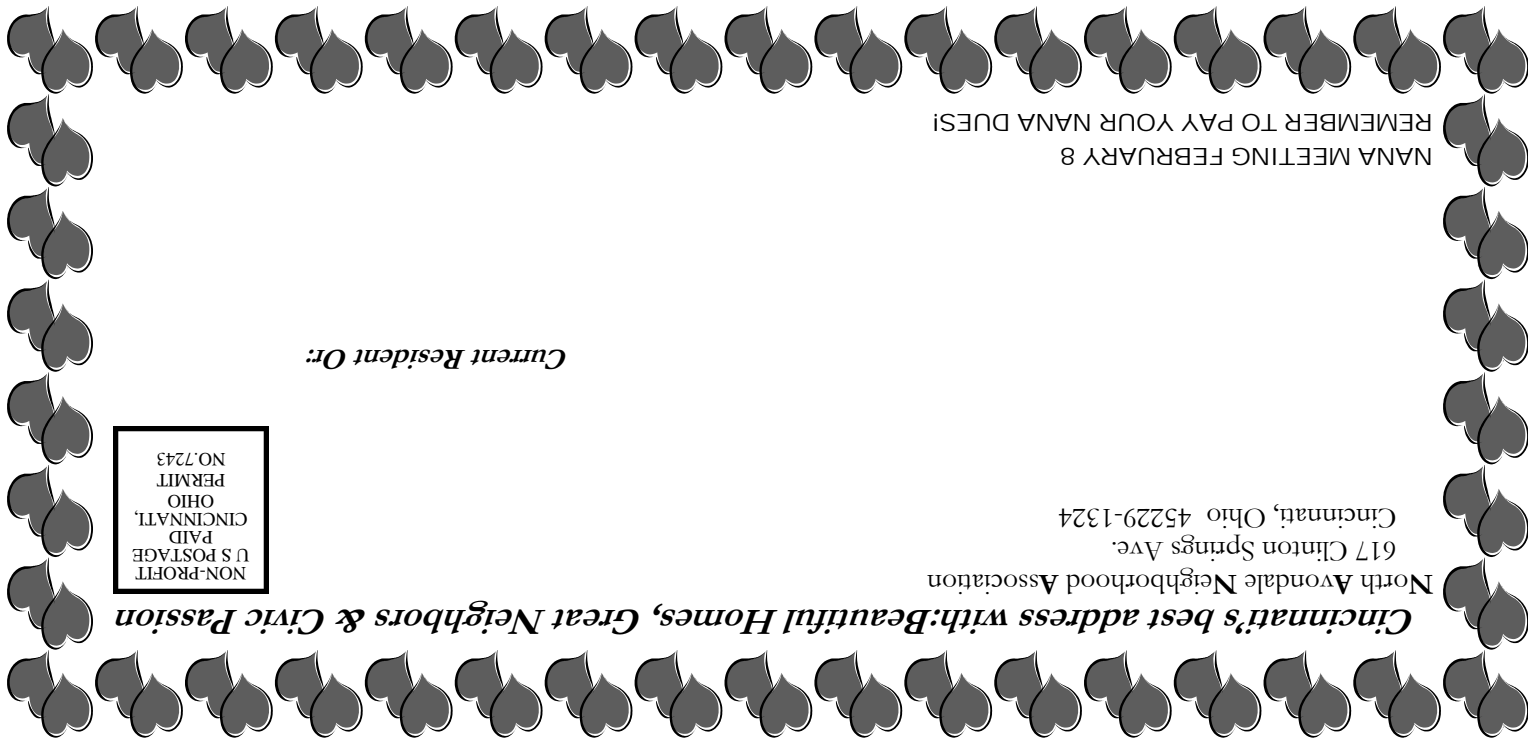 Cincinnati's best address with:Beautiful Homes, Great Neighbors & Civic Passion
North Avondale Neighborhood Association
617 Clinton Springs Ave.
Cincinnati, Ohio 45229-1324
NON-PROFIT
U S POSTAGE
PAID
CINCINNATI,
OHIO
PERMIT
NO.7243
Current Resident Or:
NANA MEETING FEBRUARY 8
REMEMBER TO PAY YOUR NANA DUES!